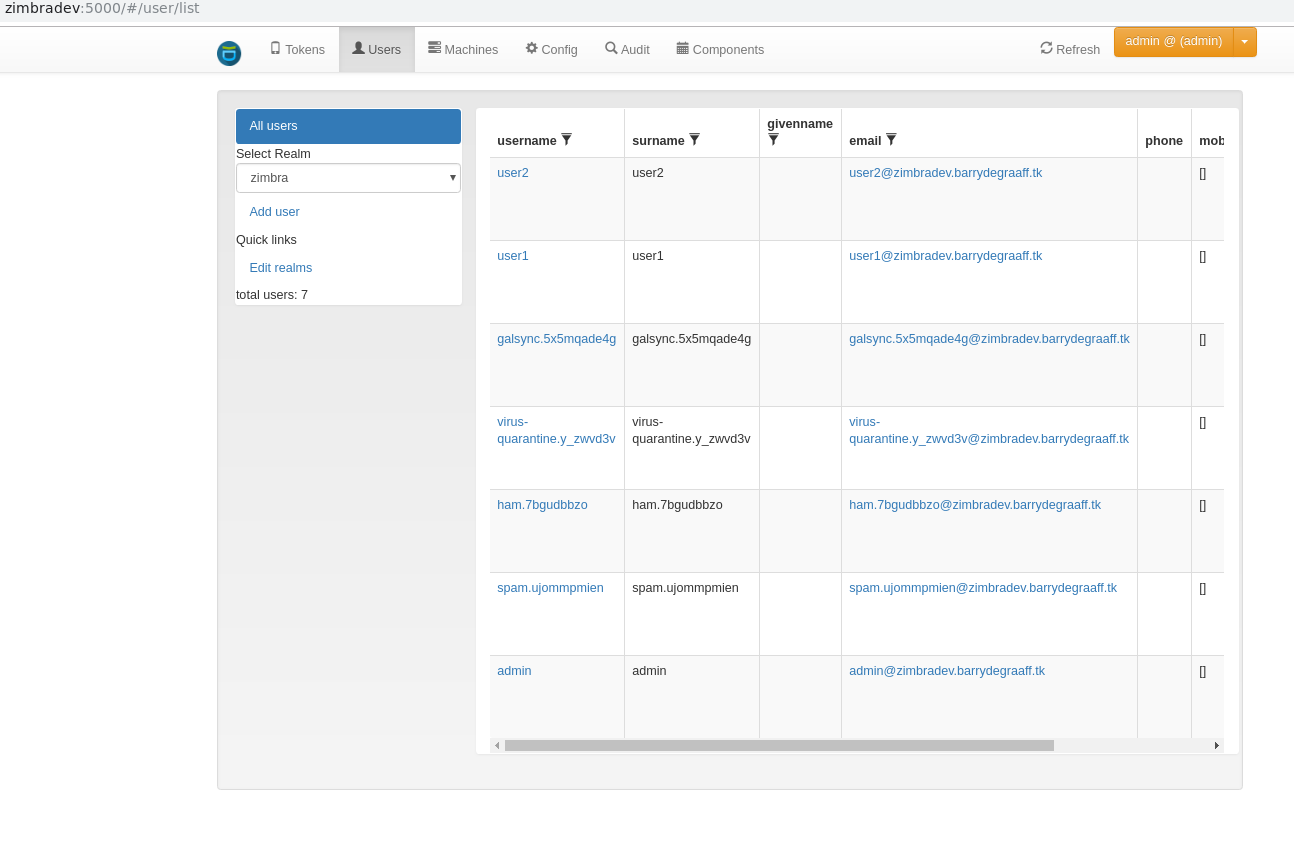 zimbradev:5000/#/user/list
Tokens Users Machines Config Audit Components Refresh admin @ (admin)
All users
Select Realm
zimbra
Add user
Quick links
Edit realms
total users: 7
username surname givenname email phone mob
user2 user2 user2@zimbradev.barrydegraaff.tk []
user1 user1 user1@zimbradev.barrydegraaff.tk []
galsync.5x5mqade4g galsync.5x5mqade4g galsync.5x5mqade4g@zimbradev.barrydegraaff.tk []
virus- virus- virus- []
quarantine.y_zwvd3v quarantine.y_zwvd3v quarantine.y_zwvd3v@zimbradev.barrydegraaff.tk
ham.7bgudbbzo ham.7bgudbbzo ham.7bgudbbzo@zimbradev.barrydegraaff.tk []
spam.ujommpmien spam.ujommpmien spam.ujommpmien@zimbradev.barrydegraaff.tk []
admin admin admin@zimbradev.barrydegraaff.tk []